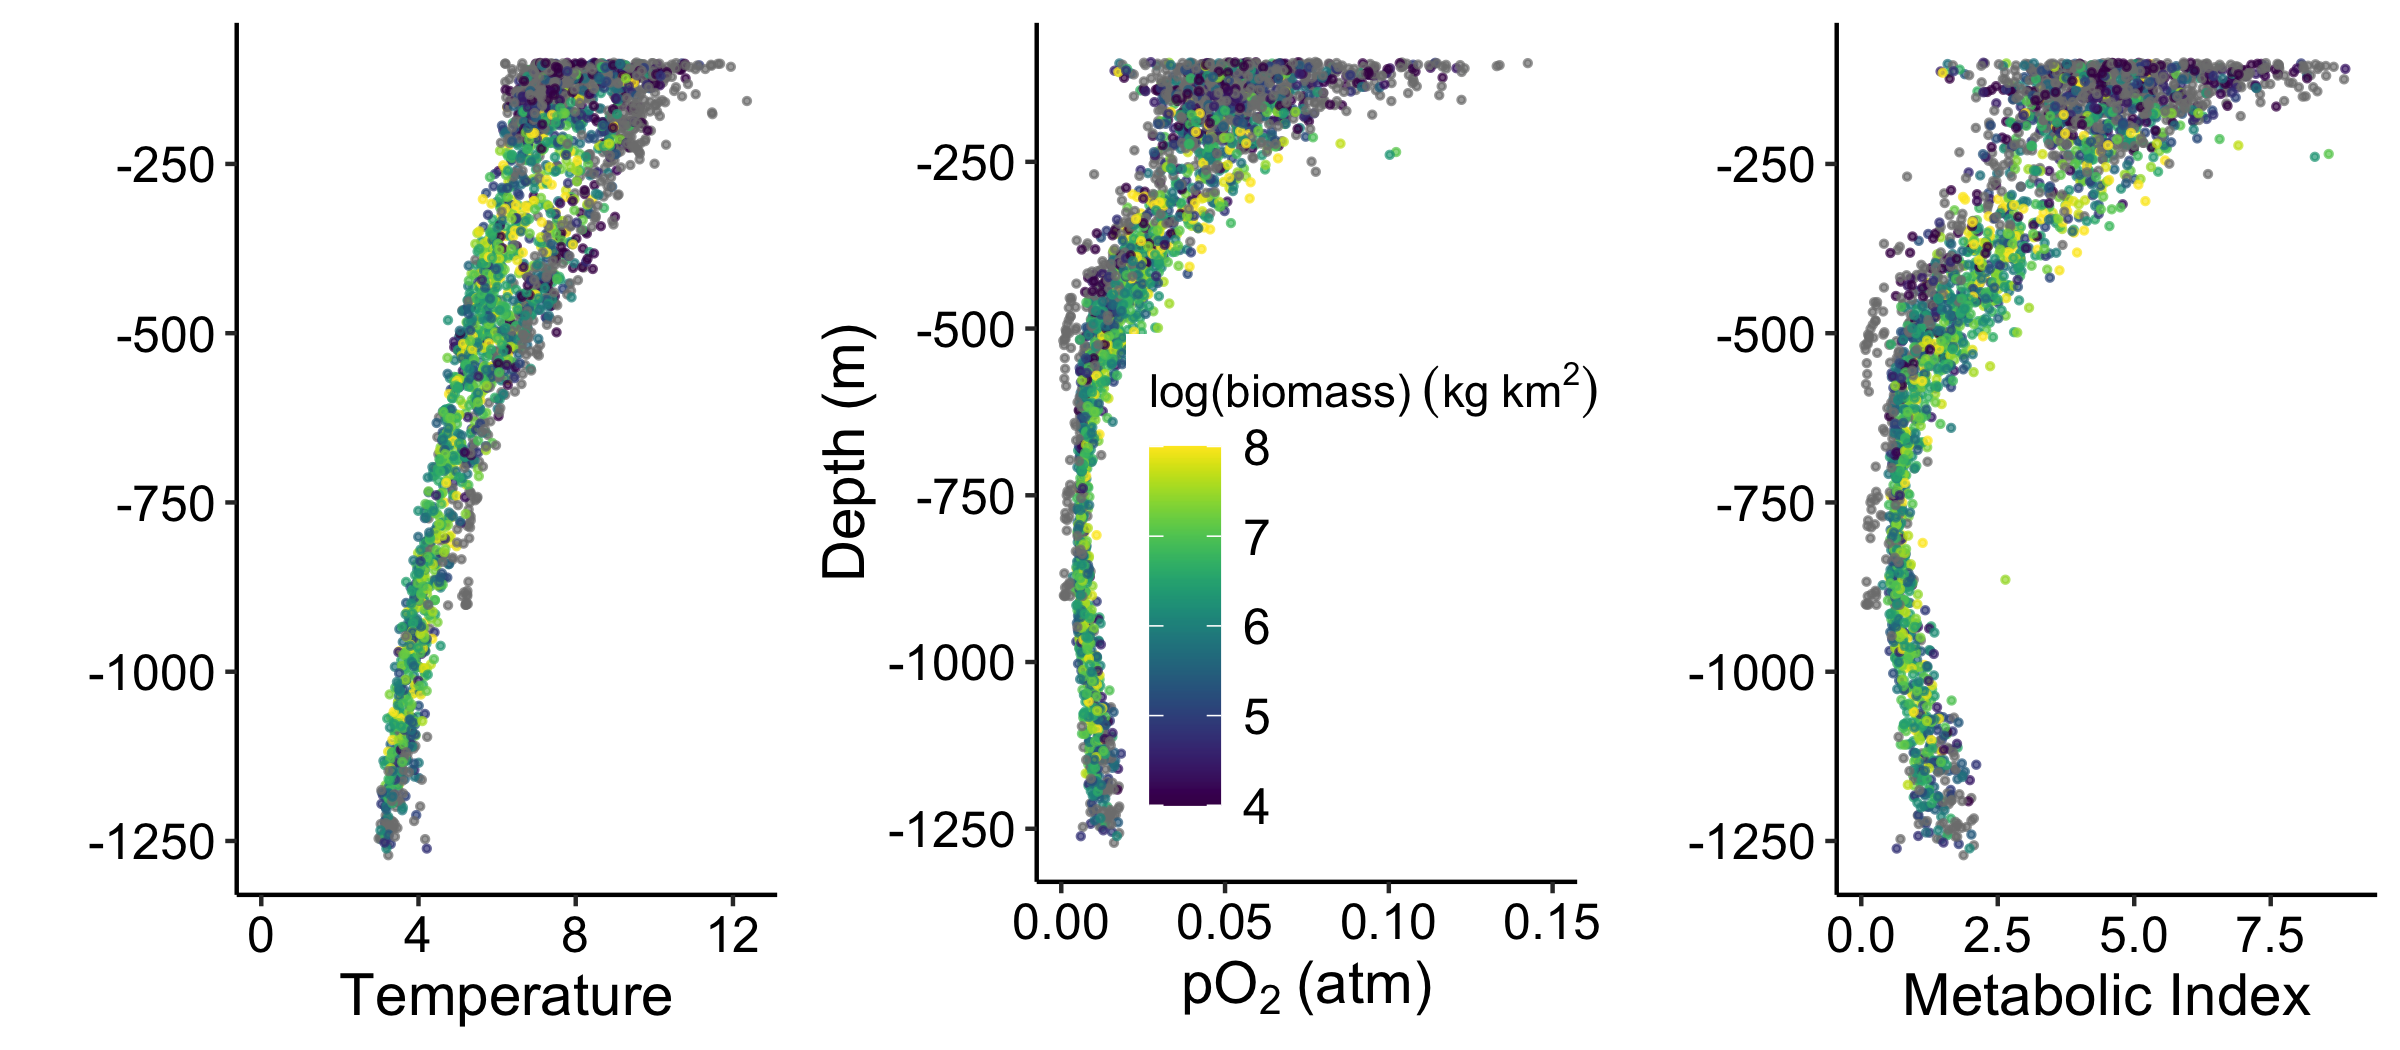 -250
-500
-750
-1000
-1250
0 4 8 12
Temperature
Depth (m)
-250
-500
-750
-1000
-1250
log(biomass) (kg km²)
8
7
6
5
4
0.00 0.05 0.10 0.15
pO₂ (atm)
-250
-500
-750
-1000
-1250
0.0 2.5 5.0 7.5
Metabolic Index